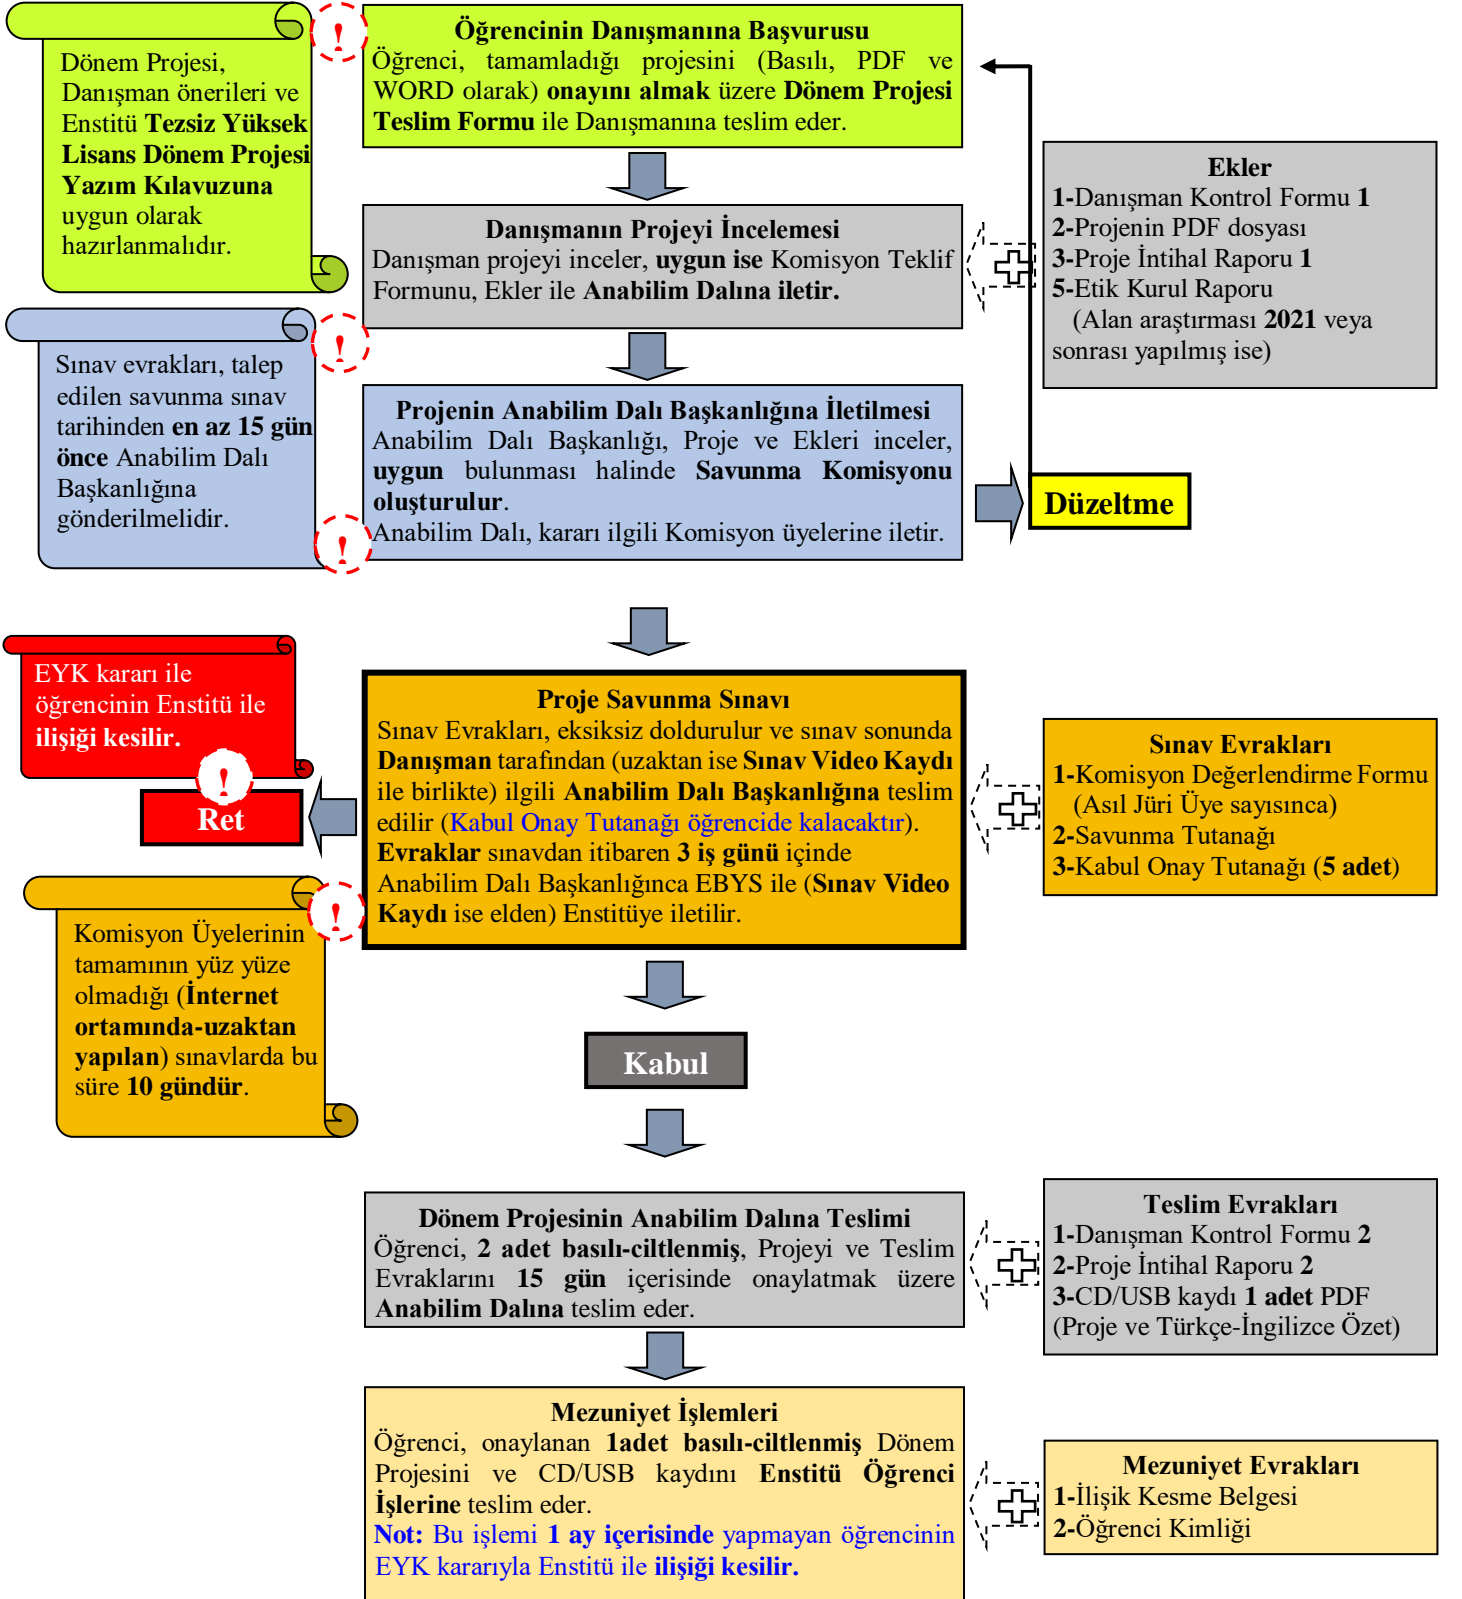 Öğrencinin Danışmanına Başvurusu
Öğrenci, tamamladığı projesini (Basılı, PDF ve
WORD olarak) onayını almak üzere Dönem Projesi
Teslim Formu ile Danışmanına teslim eder.
!
Dönem Projesi,
Danışman önerileri ve
Enstitü Tezsiz Yüksek
Lisans Dönem Projesi
Yazım Kılavuzuna
uygun olarak
hazırlanmalıdır.
Danışmanın Projeyi İncelemesi
Danışman projeyi inceler, uygun ise Komisyon Teklif
Formunu, Ekler ile Anabilim Dalına iletir.
Ekler
1-Danışman Kontrol Formu 1
2-Projenin PDF dosyası
3-Proje İntihal Raporu 1
5-Etik Kurul Raporu
(Alan araştırması 2021 veya
sonrası yapılmış ise)
!
Sınav evrakları, talep
edilen savunma sınav
tarihinden en az 15 gün
önce Anabilim Dalı
Başkanlığına
gönderilmelidir.
!
Projenin Anabilim Dalı Başkanlığına İletilmesi
Anabilim Dalı Başkanlığı, Proje ve Ekleri inceler,
uygun bulunması halinde Savunma Komisyonu
oluşturulur.
Anabilim Dalı, kararı ilgili Komisyon üyelerine iletir.
Düzeltme
EYK kararı ile
öğrencinin Enstitü ile
ilişiği kesilir.
!
Ret
Proje Savunma Sınavı
Sınav Evrakları, eksiksiz doldurulur ve sınav sonunda
Danışman tarafından (uzaktan ise Sınav Video Kaydı
ile birlikte) ilgili Anabilim Dalı Başkanlığına teslim
edilir (Kabul Onay Tutanağı öğrencide kalacaktır).
Evraklar sınavdan itibaren 3 iş günü içinde
Anabilim Dalı Başkanlığınca EBYS ile (Sınav Video
Kaydı ise elden) Enstitüye iletilir.
Sınav Evrakları
1-Komisyon Değerlendirme Formu
(Asıl Jüri Üye sayısınca)
2-Savunma Tutanağı
3-Kabul Onay Tutanağı (5 adet)
!
Komisyon Üyelerinin
tamamının yüz yüze
olmadığı (İnternet
ortamında-uzaktan
yapılan) sınavlarda bu
süre 10 gündür.
Kabul
Dönem Projesinin Anabilim Dalına Teslimi
Öğrenci, 2 adet basılı-ciltlenmiş, Projeyi ve Teslim
Evraklarını 15 gün içerisinde onaylatmak üzere
Anabilim Dalına teslim eder.
Teslim Evrakları
1-Danışman Kontrol Formu 2
2-Proje İntihal Raporu 2
3-CD/USB kaydı 1 adet PDF
(Proje ve Türkçe-İngilizce Özet)
Mezuniyet İşlemleri
Öğrenci, onaylanan 1adet basılı-ciltlenmiş Dönem
Projesini ve CD/USB kaydını Enstitü Öğrenci
İşlerine teslim eder.
Not: Bu işlemi 1 ay içerisinde yapmayan öğrencinin
EYK kararıyla Enstitü ile ilişiği kesilir.
Mezuniyet Evrakları
1-İlişik Kesme Belgesi
2-Öğrenci Kimliği